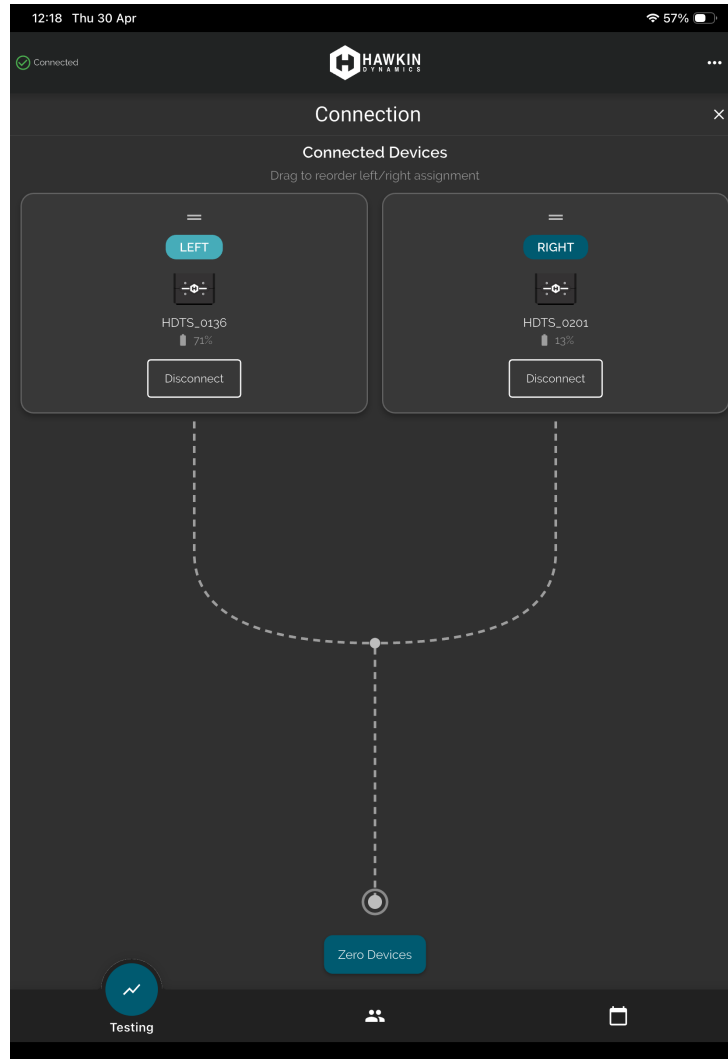 12:18 Thu 30 Apr 57%
Connected
HAWKIN
DYNAMICS
Connection
Connected Devices
Drag to reorder left/right assignment
LEFT
HDTS_0136
71%
Disconnect
RIGHT
HDTS_0201
13%
Disconnect
Zero Devices
Testing